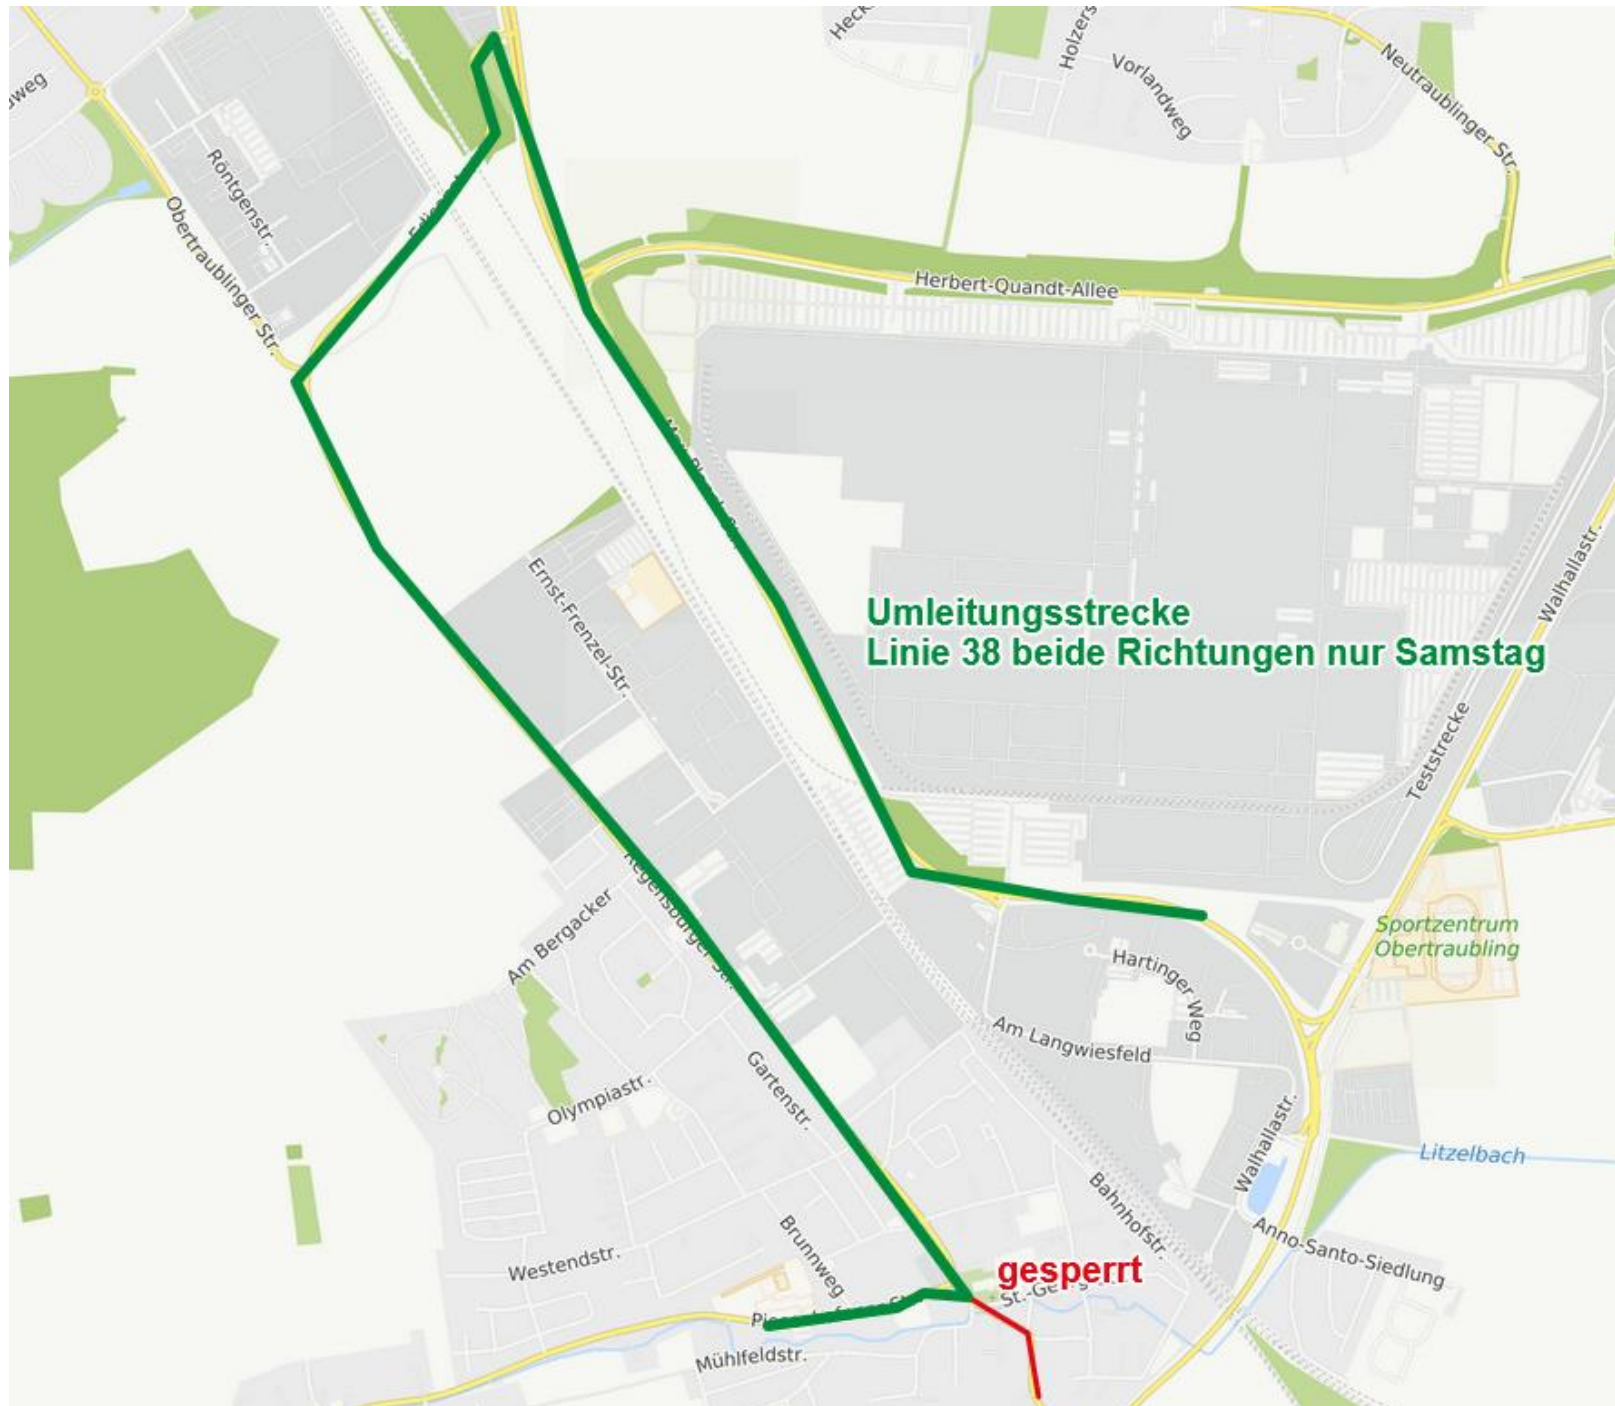 Holzers
Vorlandweg
Neutraublinger Str.
Röntgenstr.
Obertraublinger Str.
Herbert-Quandt-Allee
Ernst-Frenzel-Str.
Umleitungsstrecke
Linie 38 beide Richtungen nur Samstag
Walhallastr.
Teststrecke
Am Bergacker
Sportzentrum
Obertraubling
Hartinger Weg
Am Langwiesfeld
Gartenstr.
Olympiastr.
Walhallastr.
Litzelbach
Bahnhofstr.
Brunnweg
Westendstr.
Anno-Santo-Siedlung
gesperrt
Mühlfeldstr.